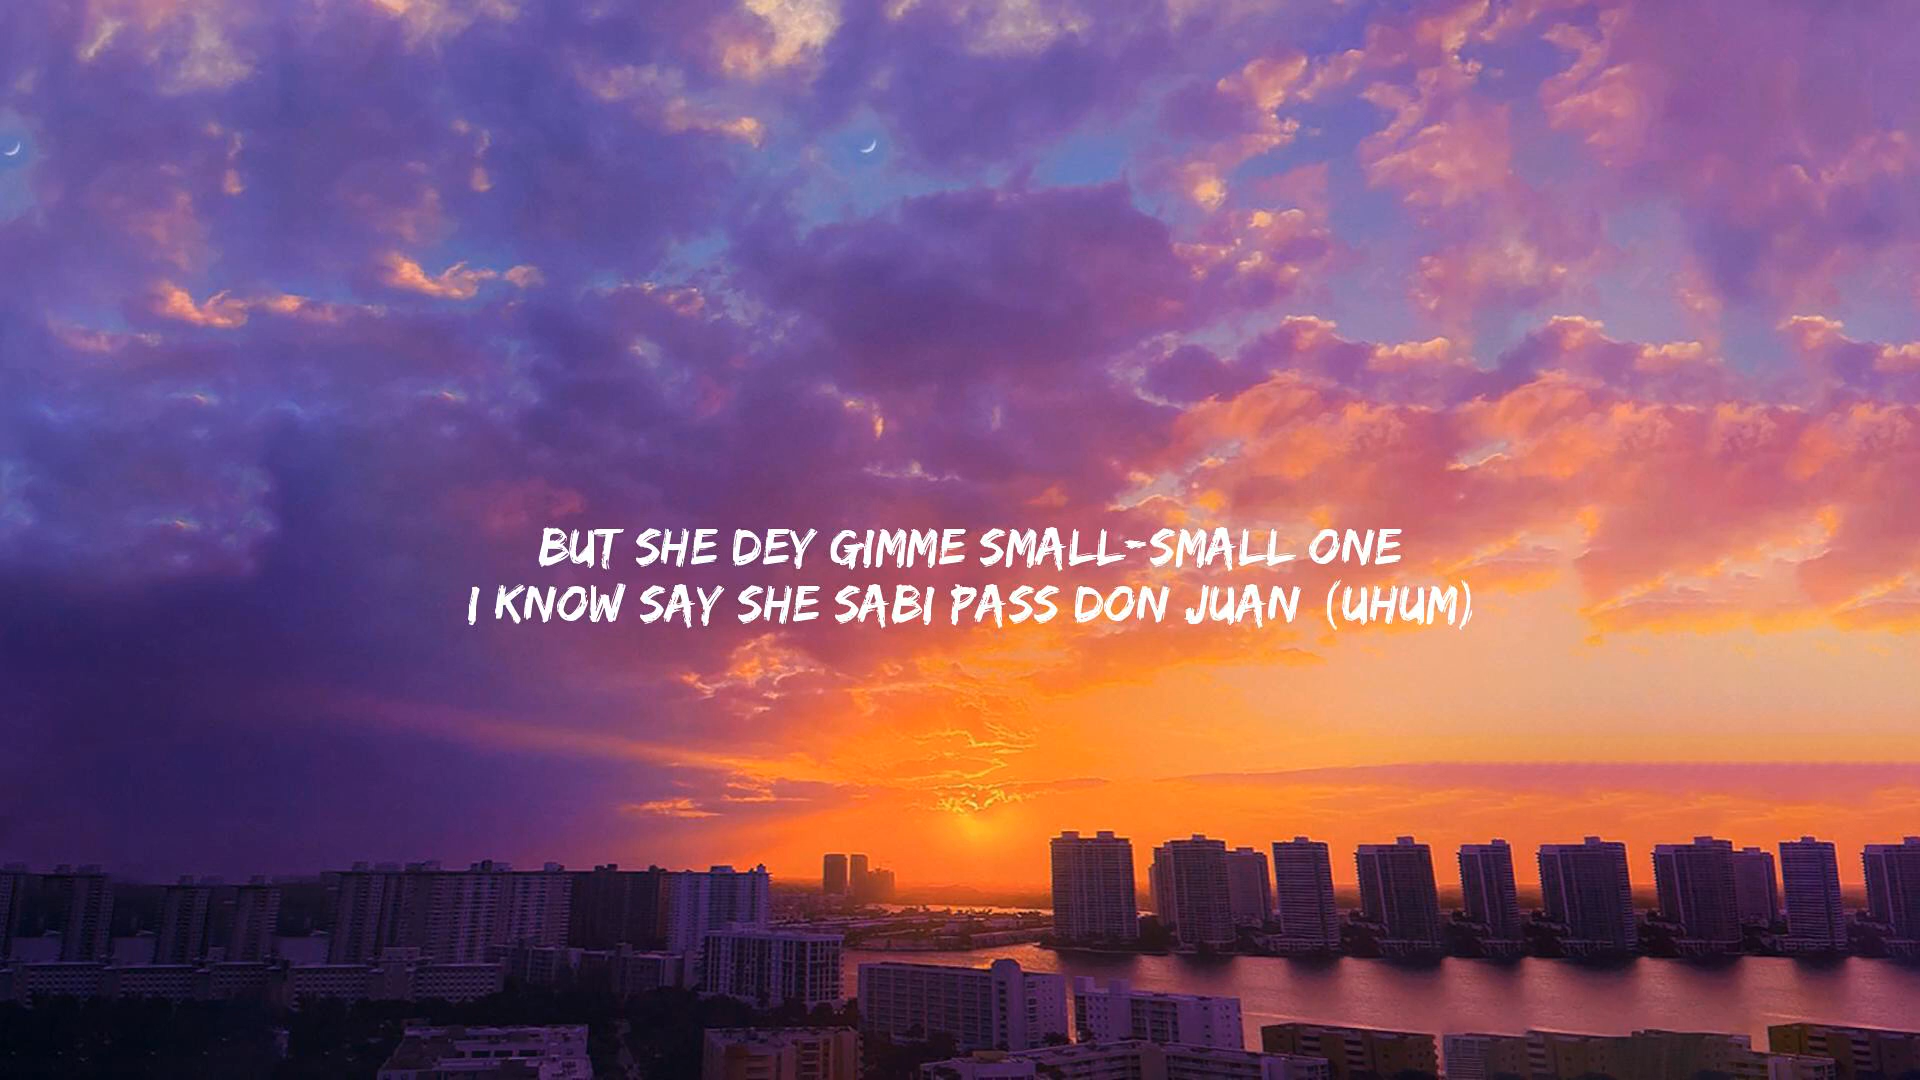 BUT SHE DEY GIMME SMALL-SMALL ONE
I KNOW SAY SHE SABI PASS DON JUAN (UHUM)